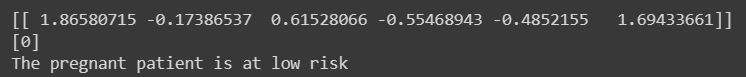 [[ 1.86580715 -0.17386537  0.61528066 -0.55468943 -0.4852155   1.69433661]]
[0]
The pregnant patient is at low risk